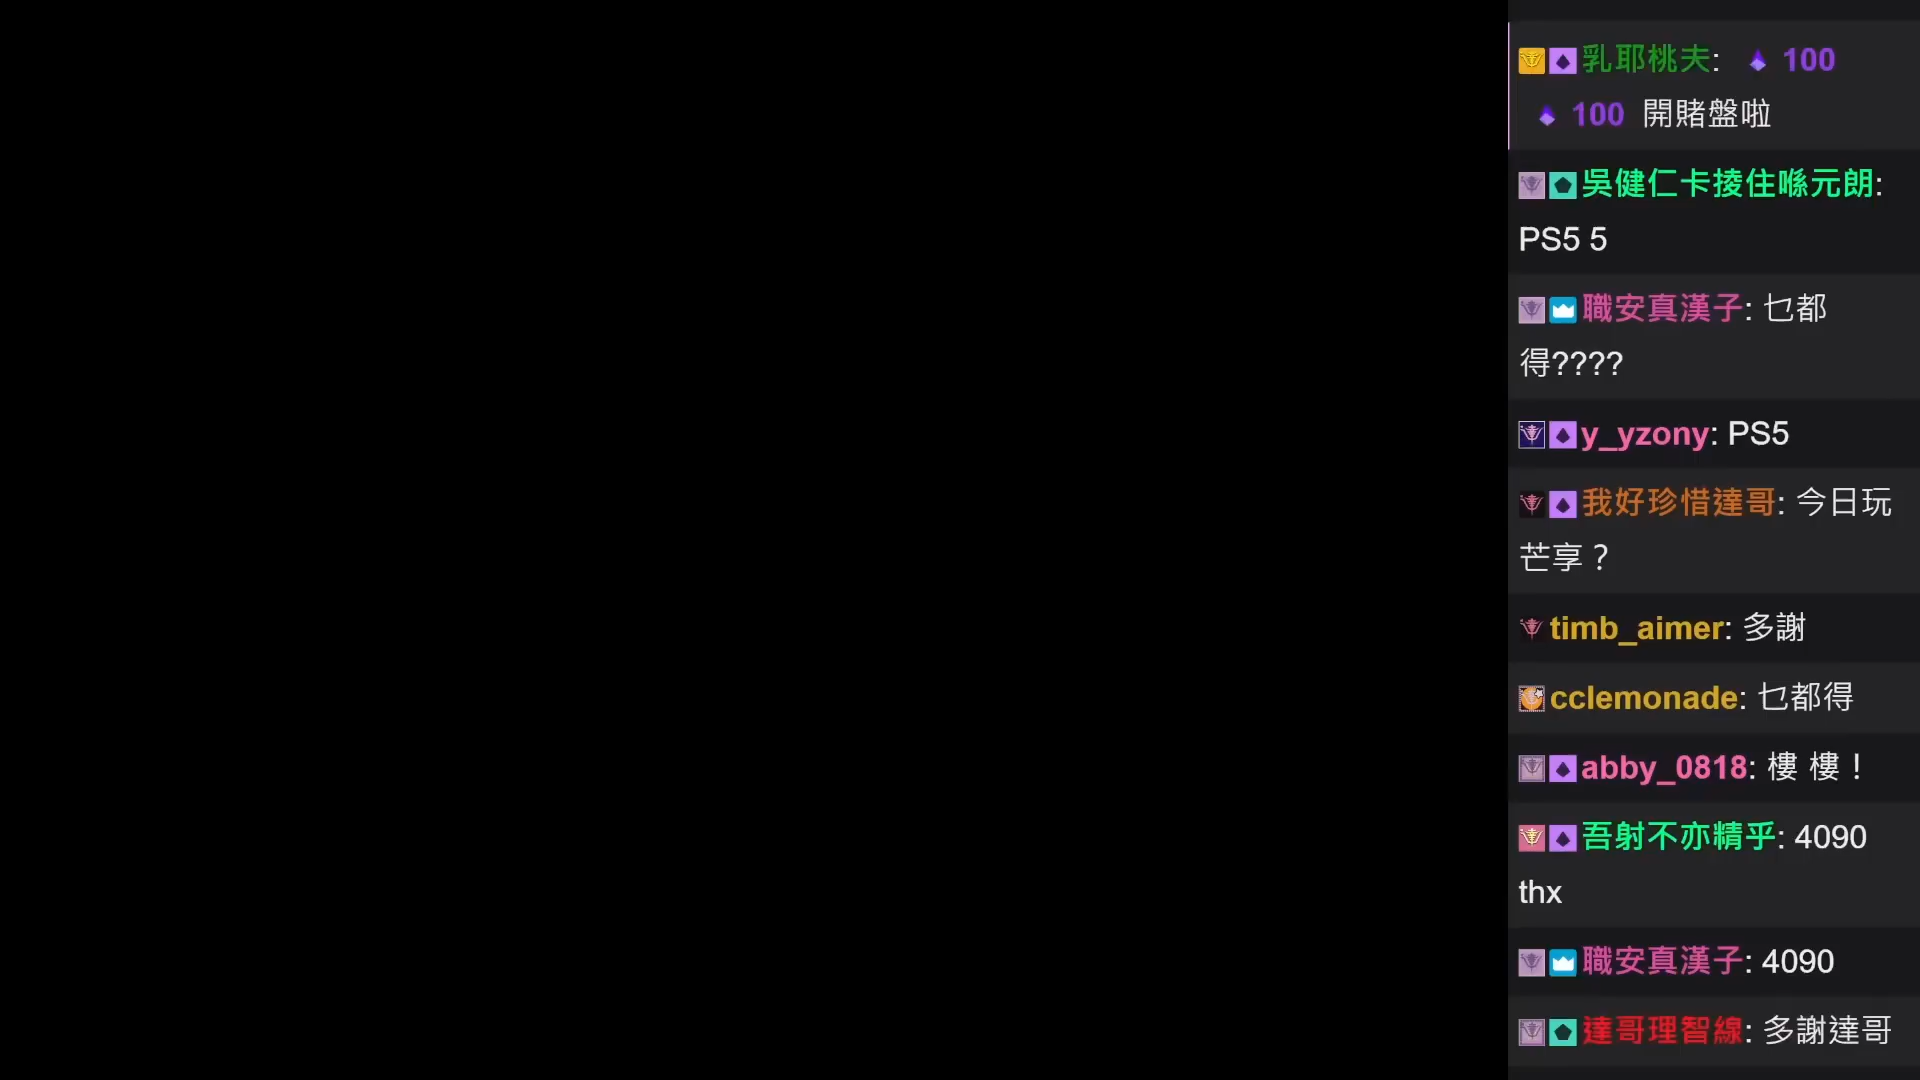 乳耶桃夫: 100
100 開賭盤啦
吳健仁卡掕住喺元朗:
PS5 5
職安真漢子: 乜都
得????
y_yzony: PS5
我好珍惜達哥: 今日玩
芒享？
timb_aimer: 多謝
cclemonade: 乜都得
abby_0818: 樓 樓！
吾射不亦精乎: 4090
thx
職安真漢子: 4090
達哥理智線: 多謝達哥